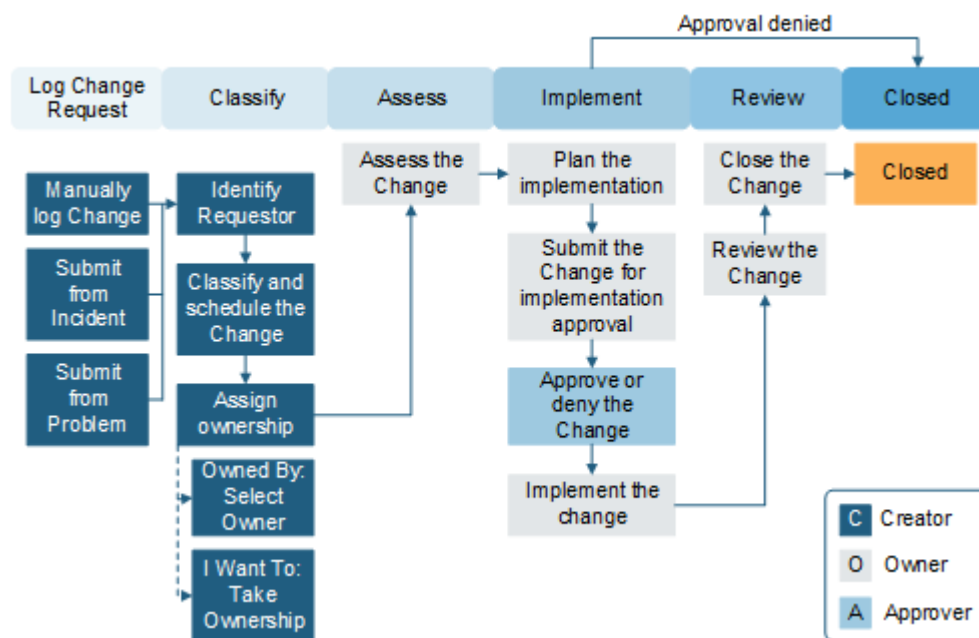 Approval denied
Log Change
Request
Classify
Assess
Implement
Review
Closed
Manually
log Change
Submit
from
Incident
Submit
from
Problem
Identify
Requestor
Classify and
schedule the
Change
Assign
ownership
Owned By:
Select
Owner
I Want To:
Take
Ownership
Assess the
Change
Plan the
implementation
Submit the
Change for
implementation
approval
Approve or
deny the
Change
Implement the
change
Close the
Change
Review the
Change
Closed
C Creator
O Owner
A Approver